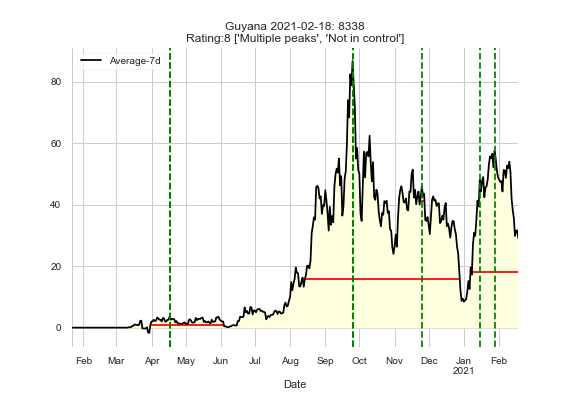 Guyana 2021-02-18: 8338
Rating:8 ['Multiple peaks', 'Not in control']
Average-7d
80
60
40
20
0
Feb Mar Apr May Jun Jul Aug Sep Oct Nov Dec Jan Feb
2021
Date